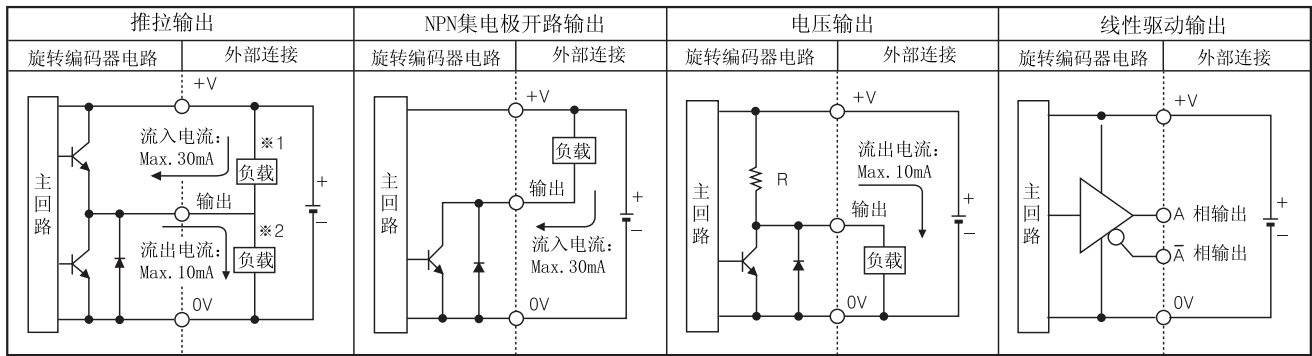 推拉输出
旋转编码器电路 外部连接
+V
流入电流:
Max.30mA
※1
负载
主回路
输出
+
−
※2
流出电流:
Max.10mA
负载
0V
NPN集电极开路输出
旋转编码器电路 外部连接
+V
负载
主回路
输出
+
−
流入电流:
Max.30mA
0V
电压输出
旋转编码器电路 外部连接
+V
流出电流:
Max.10mA
R
主回路
输出
+
−
负载
0V
线性驱动输出
旋转编码器电路 外部连接
+V
主回路
A 相输出
+
−
A̅ 相输出
0V